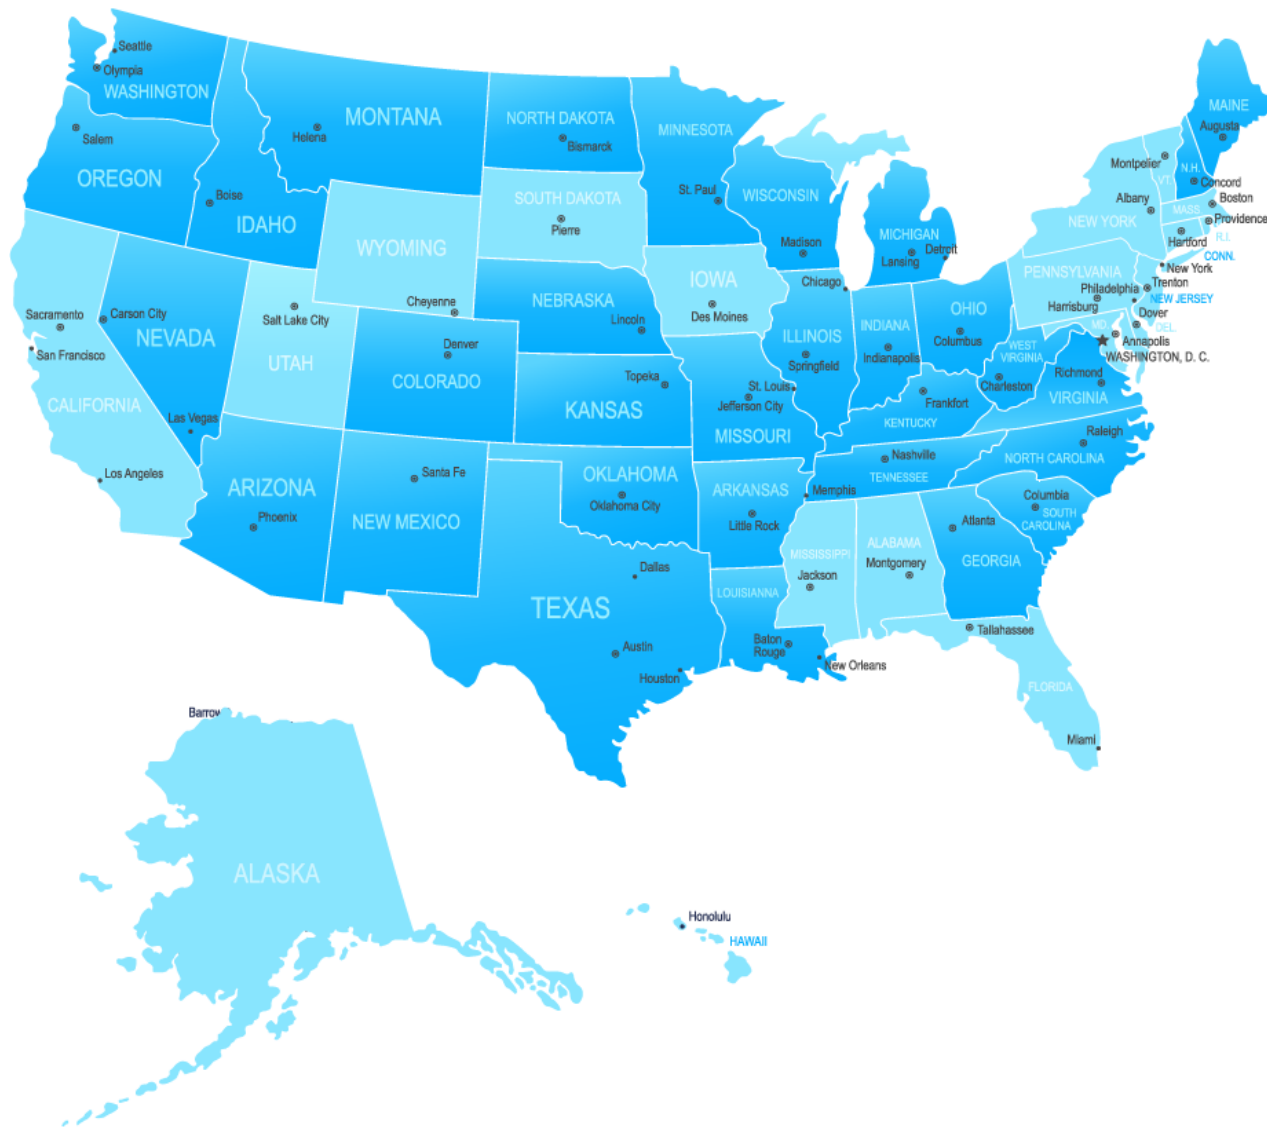 Seattle
Olympia
WASHINGTON
MONTANA
Helena
NORTH DAKOTA
Bismarck
MINNESOTA
St. Paul
MAINE
Augusta
Salem
OREGON
Boise
IDAHO
WYOMING
Cheyenne
SOUTH DAKOTA
Pierre
WISCONSIN
Madison
MICHIGAN
Lansing
Detroit
Montpelier
VT.
N.H.
Concord
Albany
NEW YORK
MASS
Boston
Providence
Hartford
R.I.
CONN.
New York
PENNSYLVANIA
Philadelphia
Harrisburg
Trenton
NEW JERSEY
Dover
DEL.
MD
Annapolis
WASHINGTON, D. C.
Sacramento
Carson City
San Francisco
NEVADA
Salt Lake City
UTAH
Denver
COLORADO
NEBRASKA
Lincoln
IOWA
Des Moines
Chicago
ILLINOIS
Springfield
INDIANA
Indianapolis
OHIO
Columbus
WEST
VIRGINIA
Charleston
Richmond
VIRGINIA
CALIFORNIA
Las Vegas
Los Angeles
Topeka
KANSAS
St. Louis
Jefferson City
MISSOURI
Frankfort
KENTUCKY
Raleigh
NORTH CAROLINA
ARIZONA
Phoenix
Santa Fe
NEW MEXICO
OKLAHOMA
Oklahoma City
ARKANSAS
Little Rock
Memphis
Nashville
TENNESSEE
Columbia
SOUTH
CAROLINA
Atlanta
GEORGIA
MISSISSIPPI
Jackson
ALABAMA
Montgomery
Dallas
TEXAS
Austin
Houston
LOUISIANNA
Baton
Rouge
New Orleans
Tallahassee
FLORIDA
Miami
Barrow
ALASKA
Honolulu
HAWAII